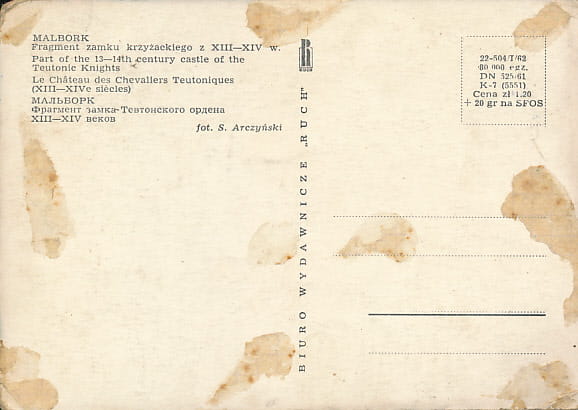 MALBORK
Fragment zamku krzyżackiego z XIII—XIV w.
Part of the 13—14th century castle of the
Teutonic Knights
Le Château des Chevaliers Teutoniques
(XIII—XIVe siècles)
МАЛЬБОРК
Фрагмент замка Тевтонского ордена
XIII—XIV веков
fot. S. Arczyński
RUCH
BIURO WYDAWNICZE „RUCH"
22-504/T/62
80 000 egz.
DN 525/61
K-7 (5551)
Cena zł 1.20
+ 20 gr na SFOS